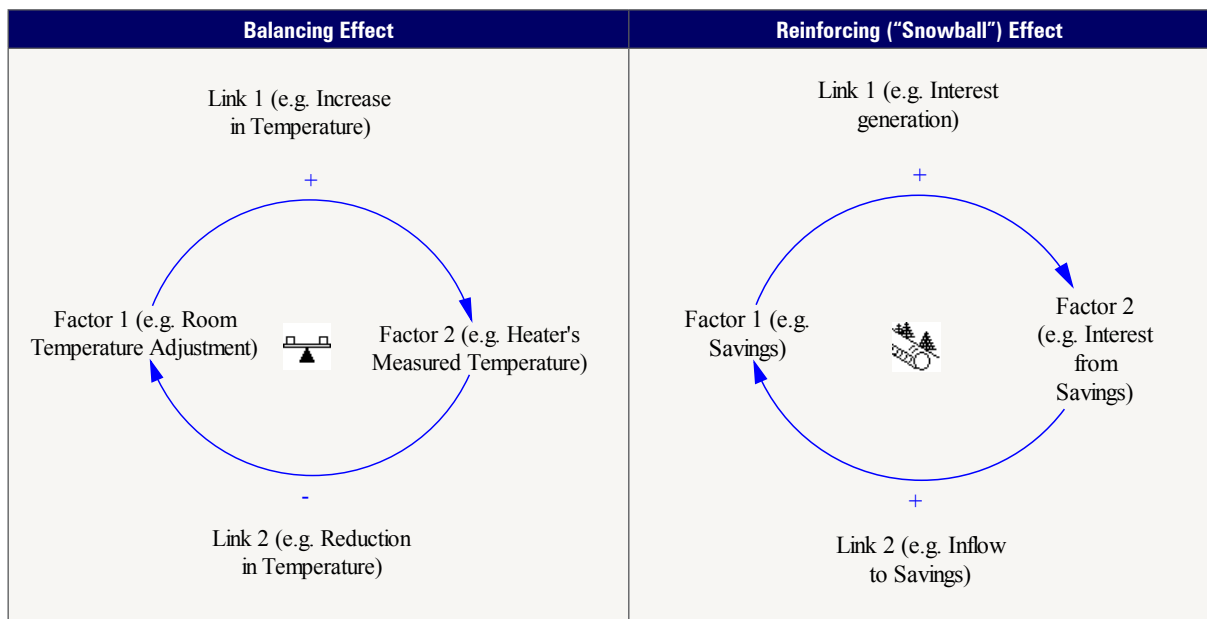 Balancing Effect
Link 1 (e.g. Increase
in Temperature)
+
Factor 1 (e.g. Room
Temperature Adjustment)
Factor 2 (e.g. Heater's
Measured Temperature)
-
Link 2 (e.g. Reduction
in Temperature)
Reinforcing (“Snowball”) Effect
Link 1 (e.g. Interest
generation)
+
Factor 1 (e.g.
Savings)
Factor 2
(e.g. Interest
from
Savings)
+
Link 2 (e.g. Inflow
to Savings)